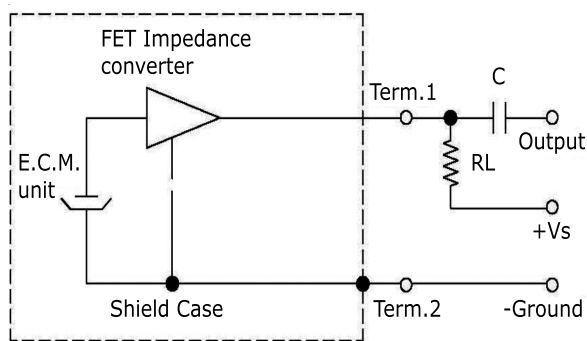 FET Impedance
converter
Term.1
C
Output
E.C.M.
unit
RL
+Vs
Shield Case
Term.2
-Ground